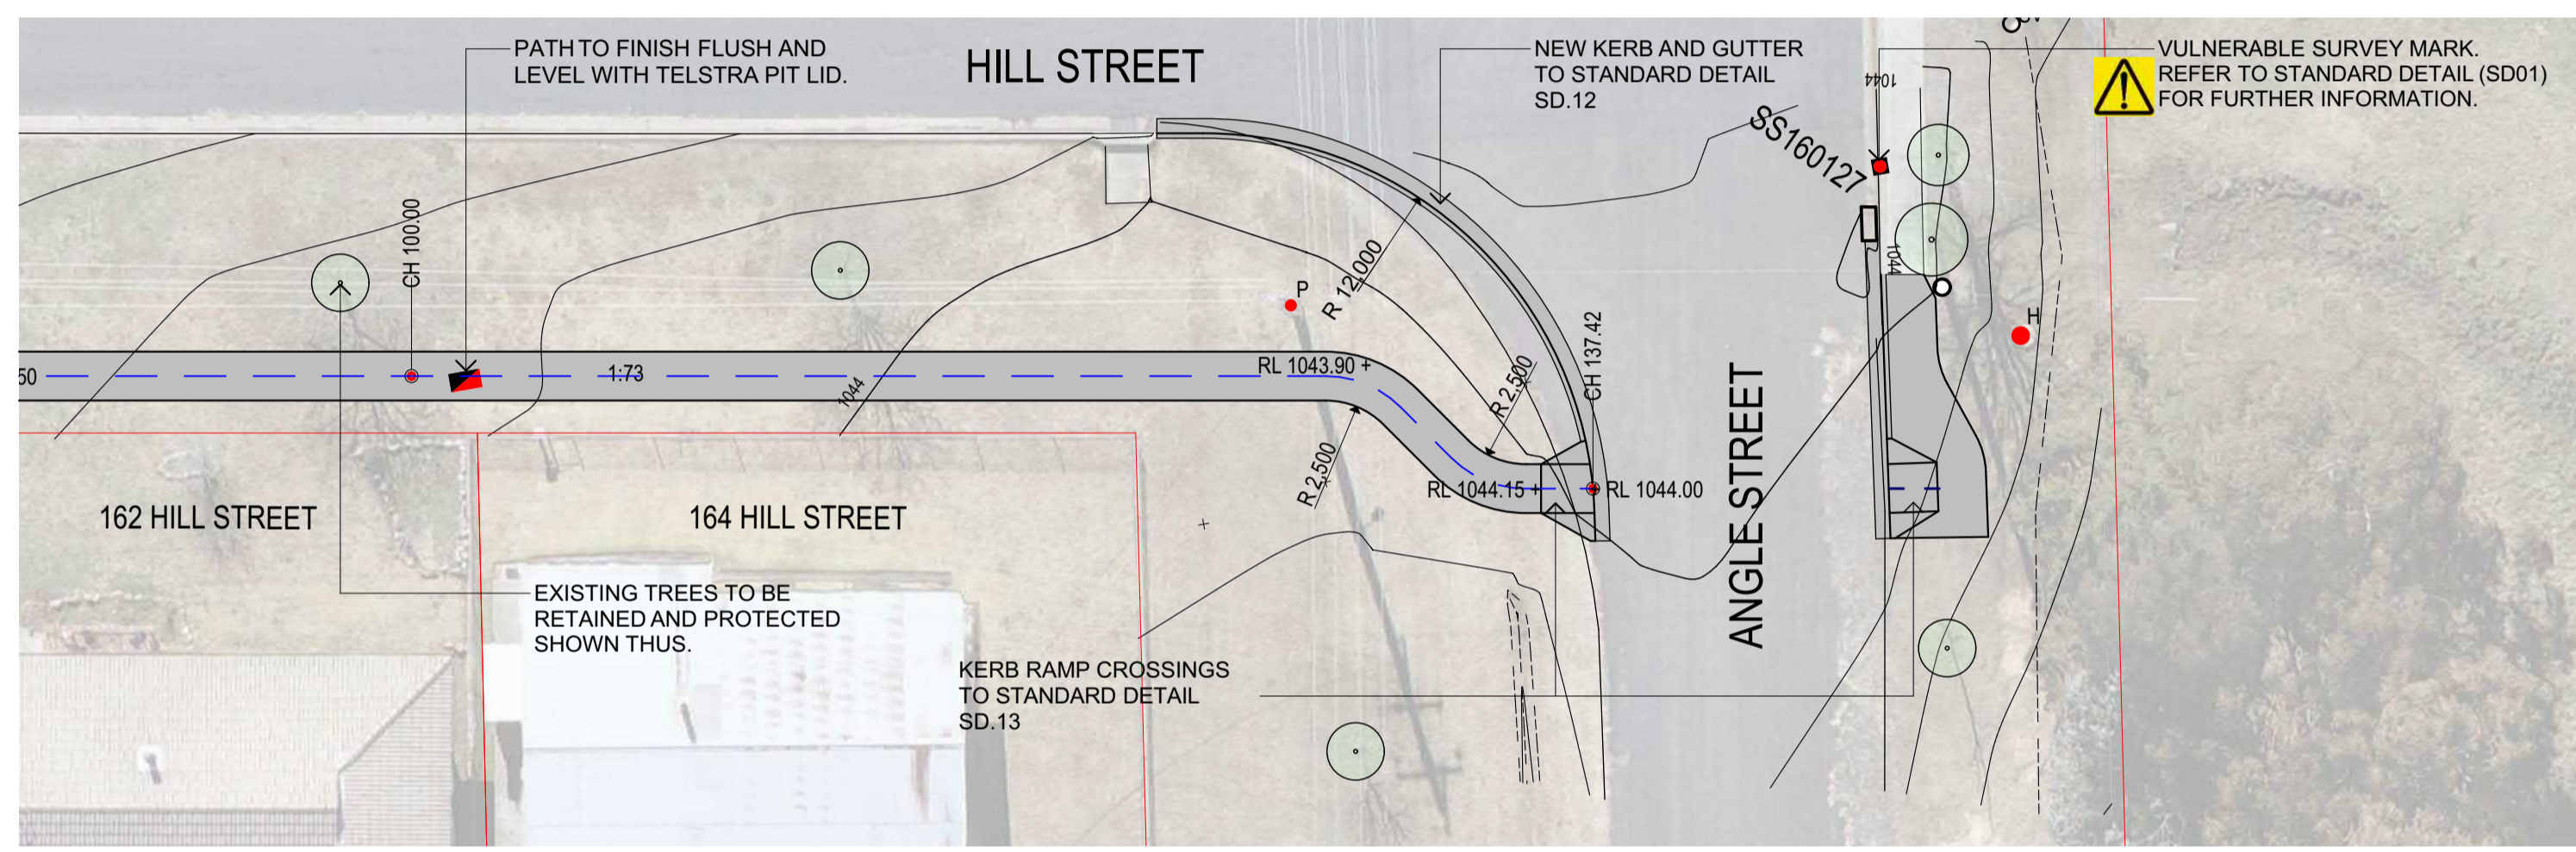 PATH TO FINISH FLUSH AND
LEVEL WITH TELSTRA PIT LID.
HILL STREET
NEW KERB AND GUTTER
TO STANDARD DETAIL
SD.12
VULNERABLE SURVEY MARK.
REFER TO STANDARD DETAIL (SD01)
FOR FURTHER INFORMATION.
1044
SS160127
CH 100.00
R 12,000
1044
P
H
CH 137.42
50
1:73
1044
RL 1043.90 +
R 2,500
R 2,500
RL 1044.15 +
RL 1044.00
ANGLE STREET
162 HILL STREET
164 HILL STREET
EXISTING TREES TO BE
RETAINED AND PROTECTED
SHOWN THUS.
KERB RAMP CROSSINGS
TO STANDARD DETAIL
SD.13